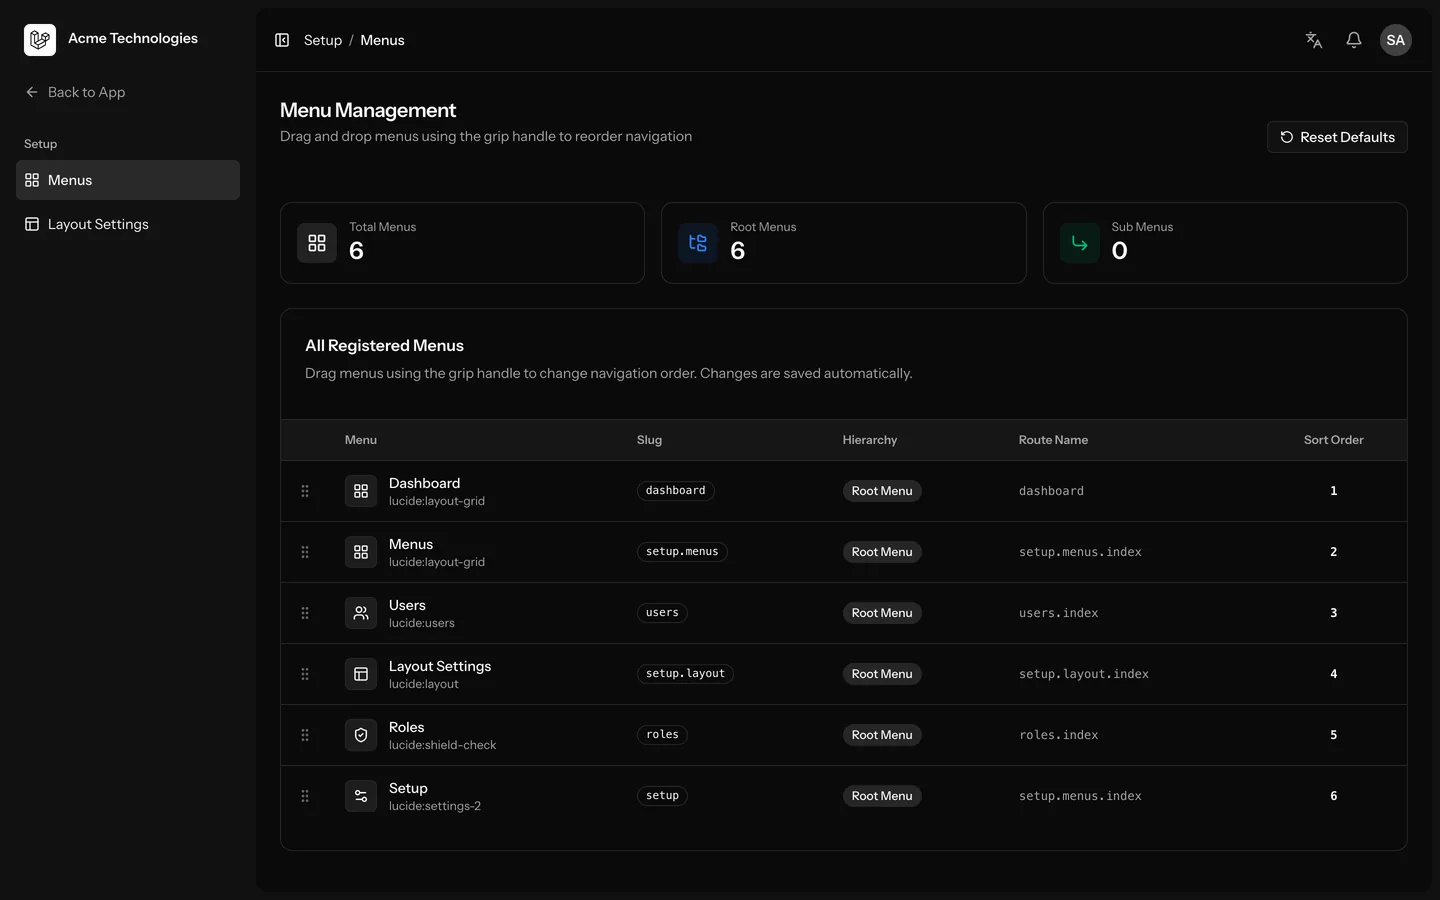 Acme Technologies
Back to App
Setup
Menus
Layout Settings
Setup / Menus
SA
Menu Management
Drag and drop menus using the grip handle to reorder navigation
Reset Defaults
Total Menus
6
Root Menus
6
Sub Menus
0
All Registered Menus
Drag menus using the grip handle to change navigation order. Changes are saved automatically.
Menu Slug Hierarchy Route Name Sort Order
Dashboard
lucide:layout-grid
dashboard Root Menu dashboard 1
Menus
lucide:layout-grid
setup.menus Root Menu setup.menus.index 2
Users
lucide:users
users Root Menu users.index 3
Layout Settings
lucide:layout
setup.layout Root Menu setup.layout.index 4
Roles
lucide:shield-check
roles Root Menu roles.index 5
Setup
lucide:settings-2
setup Root Menu setup.menus.index 6